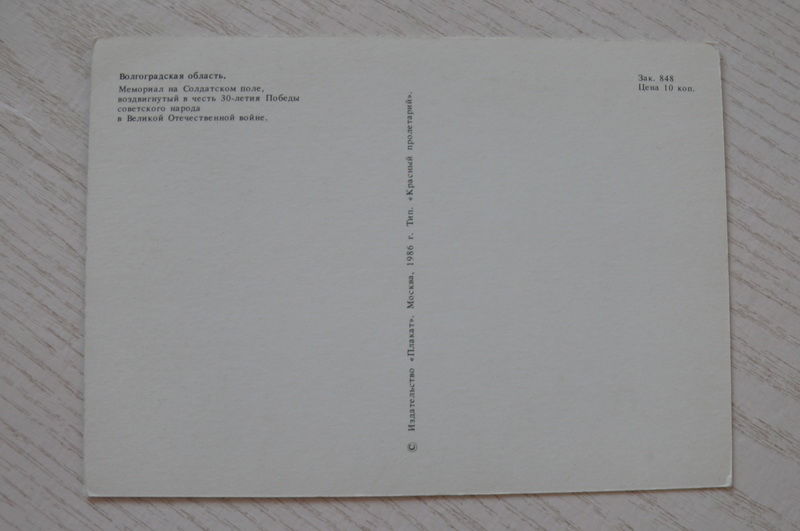 Волгоградская область.
Мемориал на Солдатском поле,
воздвигнутый в честь 30-летия Победы
советского народа
в Великой Отечественной войне.
© Издательство «Плакат». Москва, 1986 г. Тип. «Красный пролетарий».
Зак. 848
Цена 10 коп.